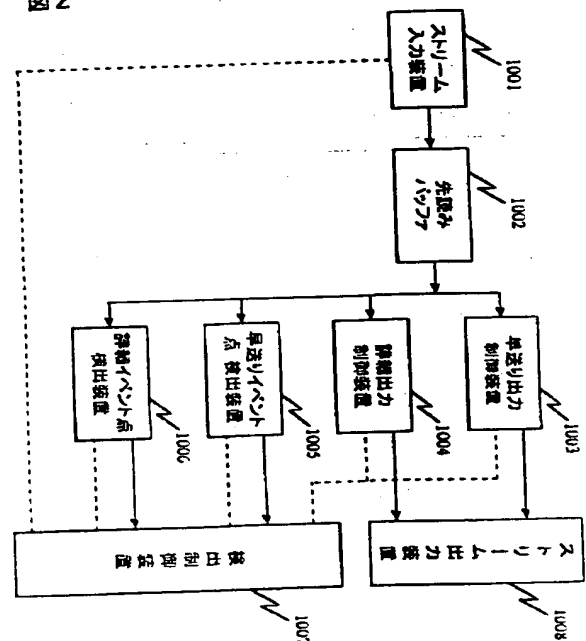 図2
1001
ストリーム
入力装置
1002
先読み
バッファ
1003
早送り出力
制御装置
1004
詳細出力
制御装置
1005
早送りイベント
点 検出装置
1006
詳細イベント点
検出装置
検出制御装置
100
1008
ストリーム出力装
置